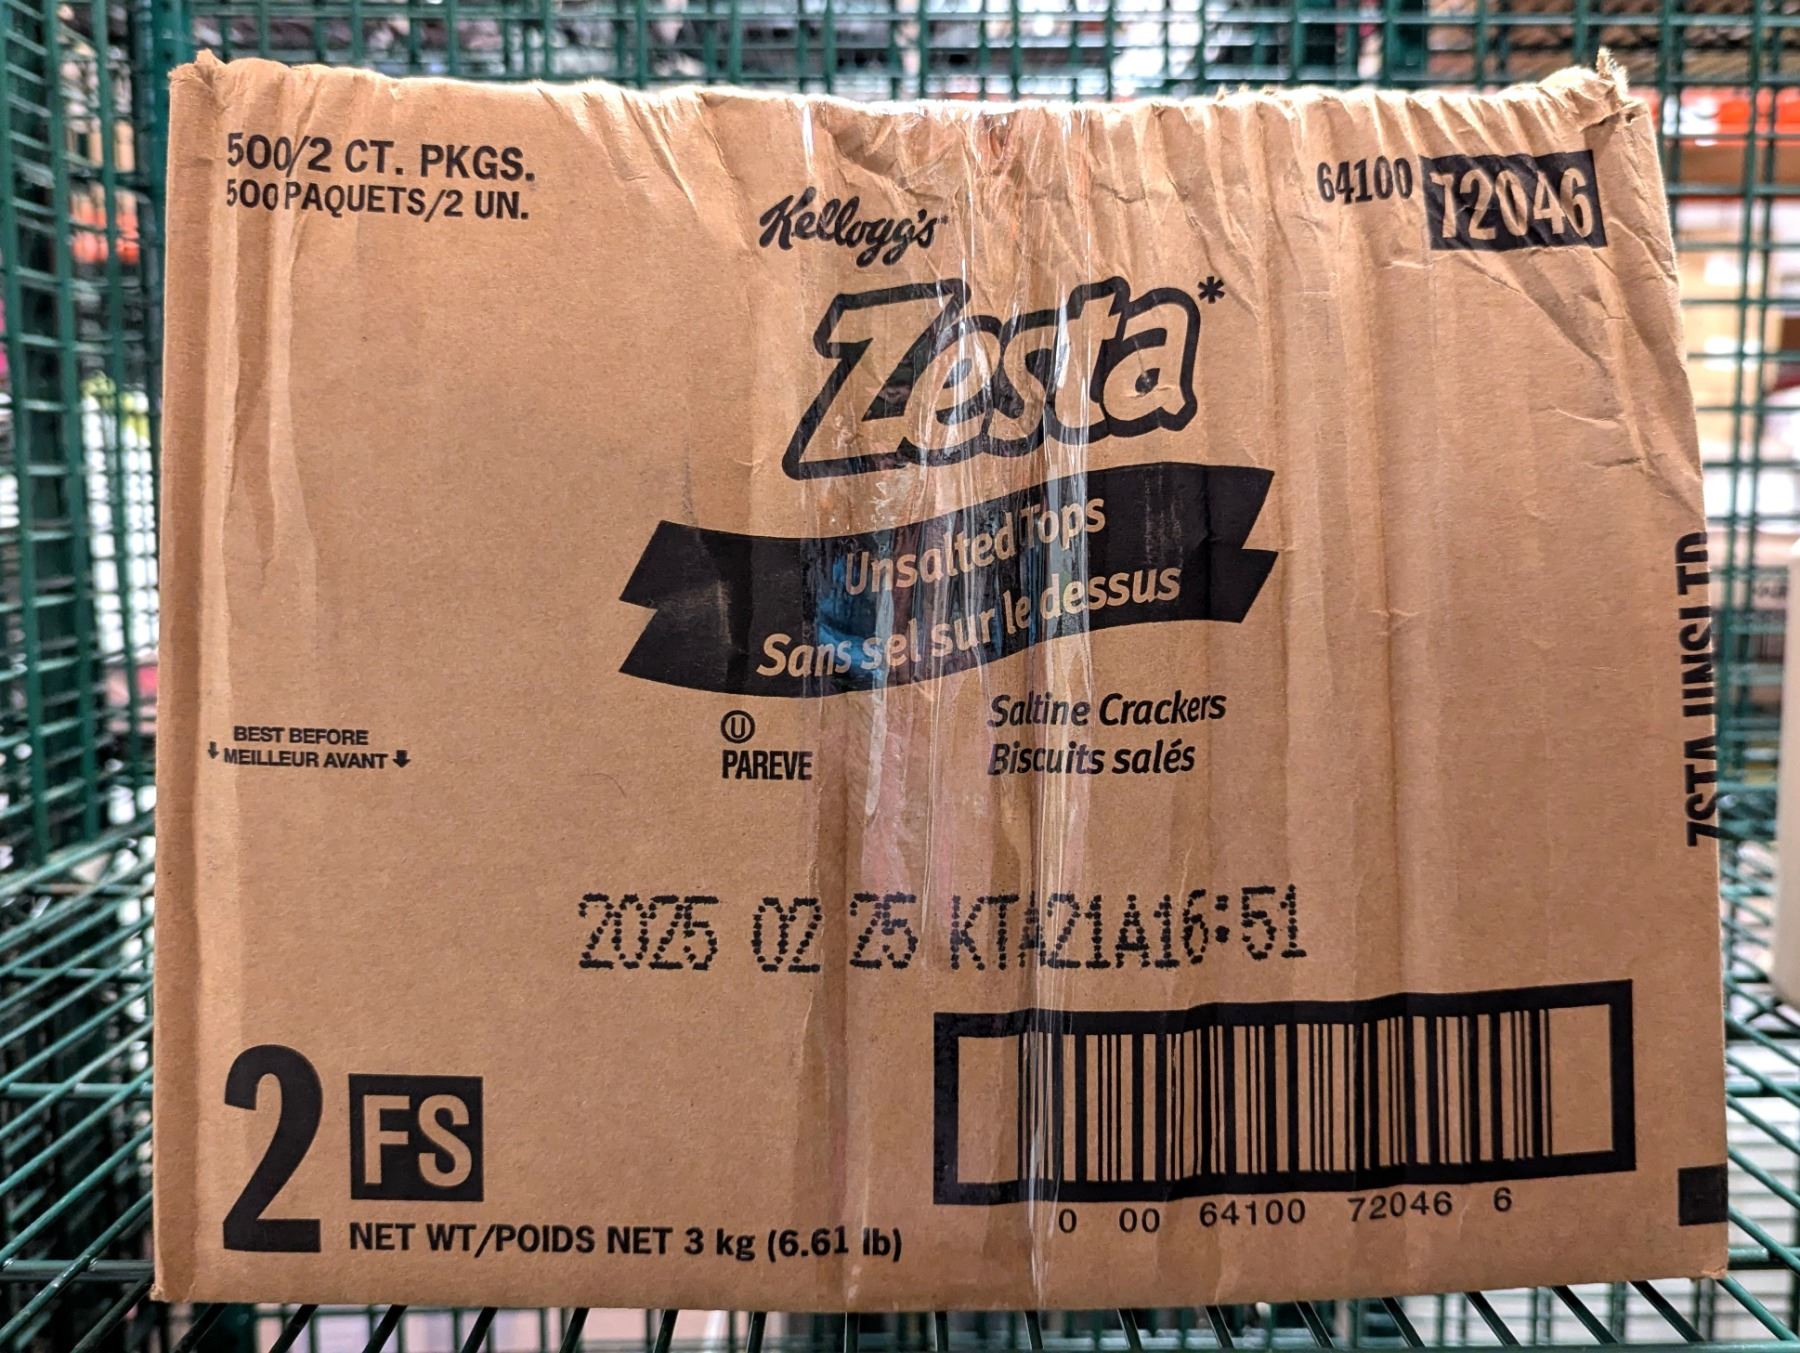 500/2 CT. PKGS.
500 PAQUETS/2 UN.
64100 72046
Kellogg's
Zesta*
Unsalted Tops
Sans sel sur le dessus
Saltine Crackers
Biscuits salés
U
PAREVE
BEST BEFORE
MEILLEUR AVANT
2025 02 25 KTA21A16:51
2 FS
NET WT/POIDS NET 3 kg (6.61 lb)
0 00 64100 72046 6
ZSTA UNSLTD